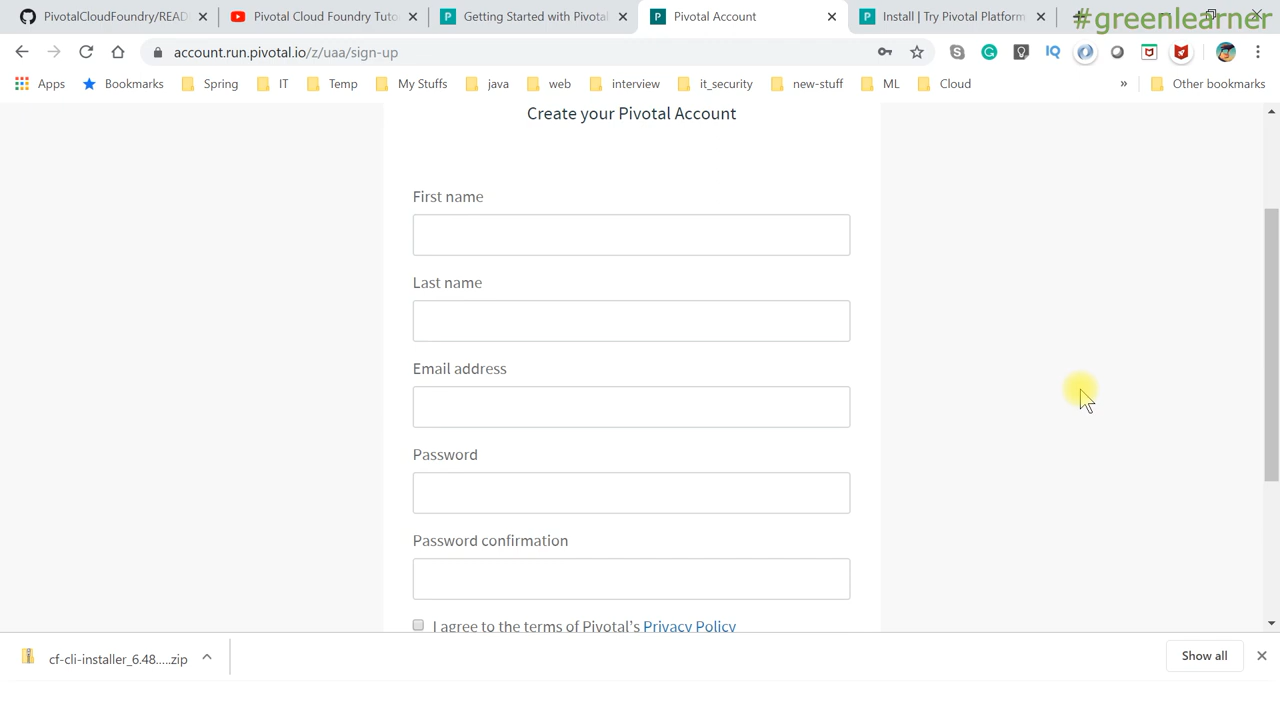 PivotalCloudFoundry/READ
Pivotal Cloud Foundry Tuto
Getting Started with Pivotal
Pivotal Account
Install | Try Pivotal Platform
#greenlearner
account.run.pivotal.io/z/uaa/sign-up
IQ
Apps
Bookmarks
Spring
IT
Temp
My Stuffs
java
web
interview
it_security
new-stuff
ML
Cloud
»
Other bookmarks
Create your Pivotal Account
First name
Last name
Email address
Password
Password confirmation
I agree to the terms of Pivotal's Privacy Policy
cf-cli-installer_6.48.....zip
Show all